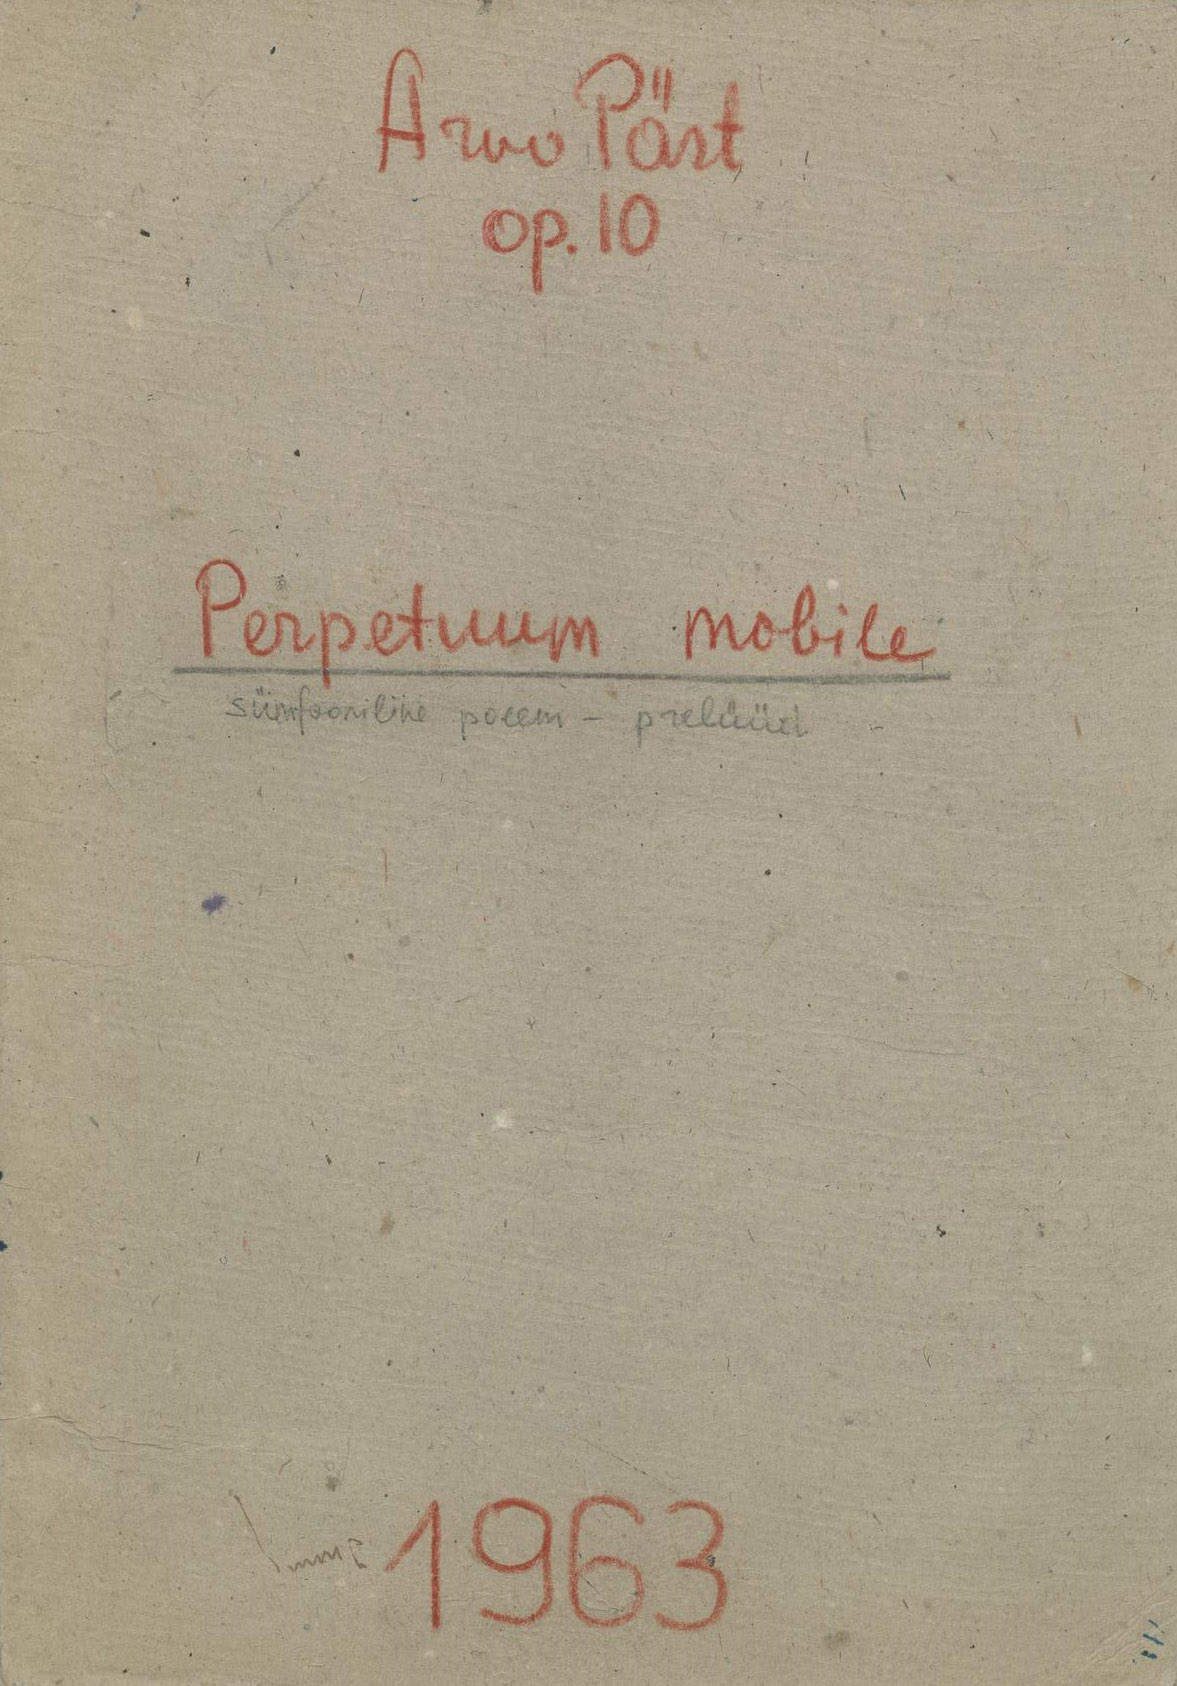 Arvo Pärt
op. 10
Perpetuum mobile
sümfooniline poeem - prelüüd
1963